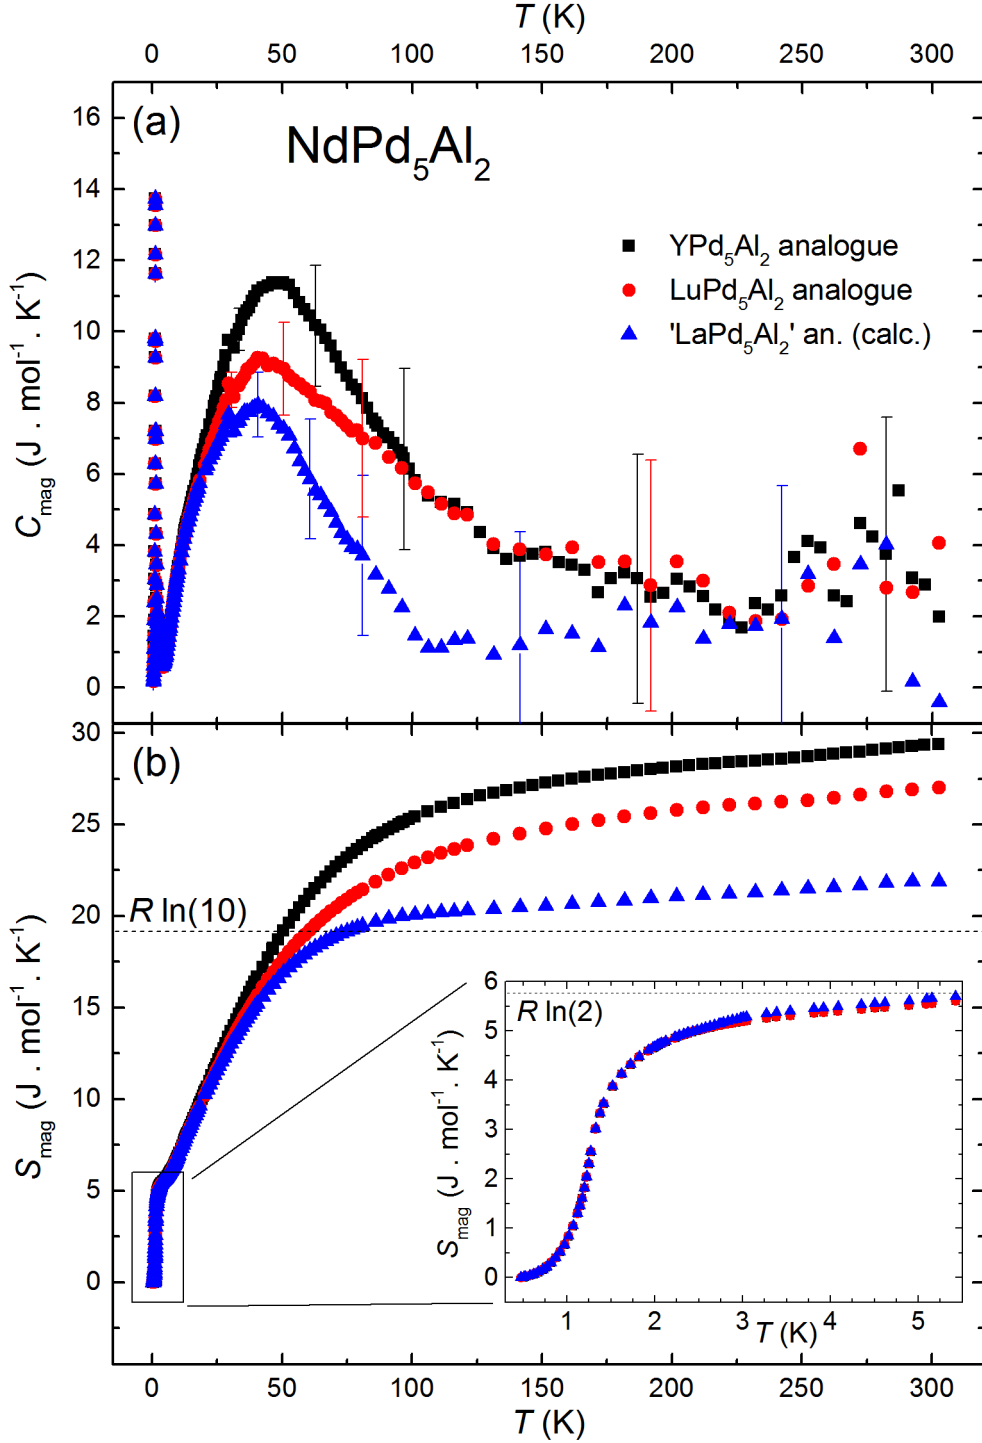 T (K)
0 50 100 150 200 250 300
(a)
NdPd5Al2
16
14
12
10
8
6
4
2
0
Cmag (J . mol-1 . K-1)
YPd5Al2 analogue
LuPd5Al2 analogue
'LaPd5Al2' an. (calc.)
(b)
30
25
20
15
10
5
0
Smag (J . mol-1 . K-1)
R ln(10)
R ln(2)
6
5
4
3
2
1
0
Smag (J . mol-1 . K-1)
1 2 3 4 5
T (K)
0 50 100 150 200 250 300
T (K)